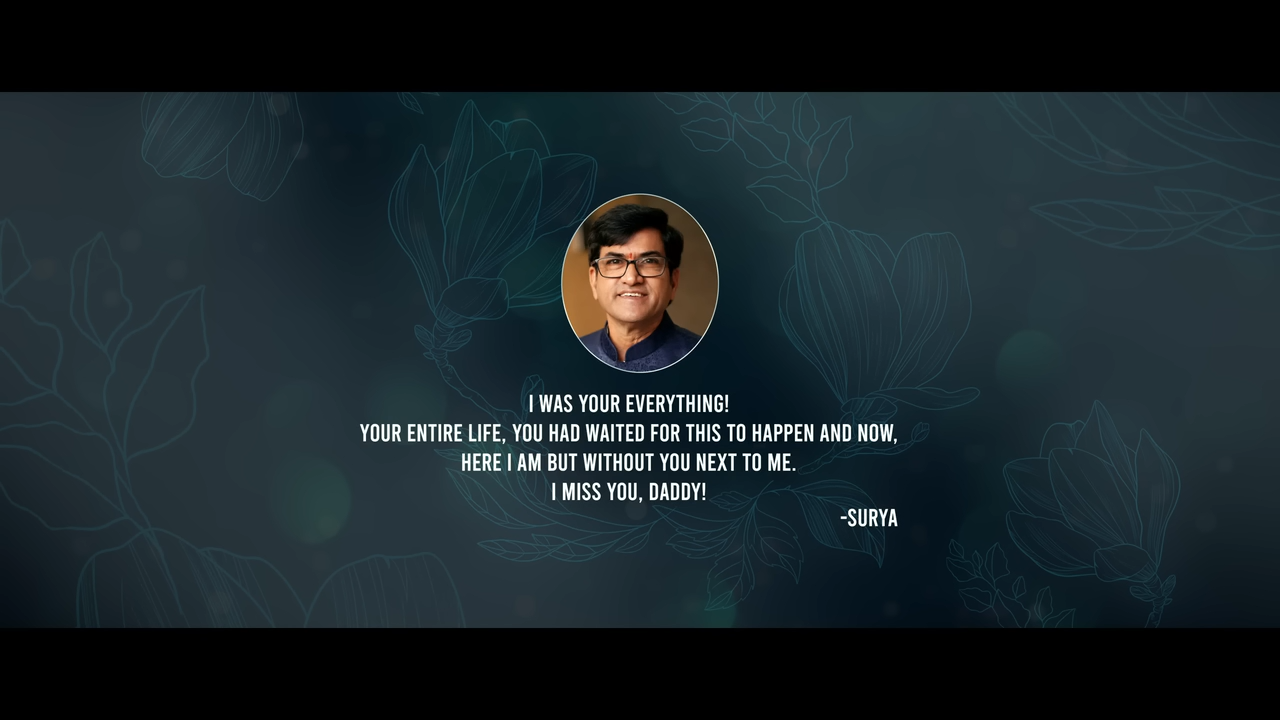 I WAS YOUR EVERYTHING!
YOUR ENTIRE LIFE, YOU HAD WAITED FOR THIS TO HAPPEN AND NOW,
HERE I AM BUT WITHOUT YOU NEXT TO ME.
I MISS YOU, DADDY!
-SURYA